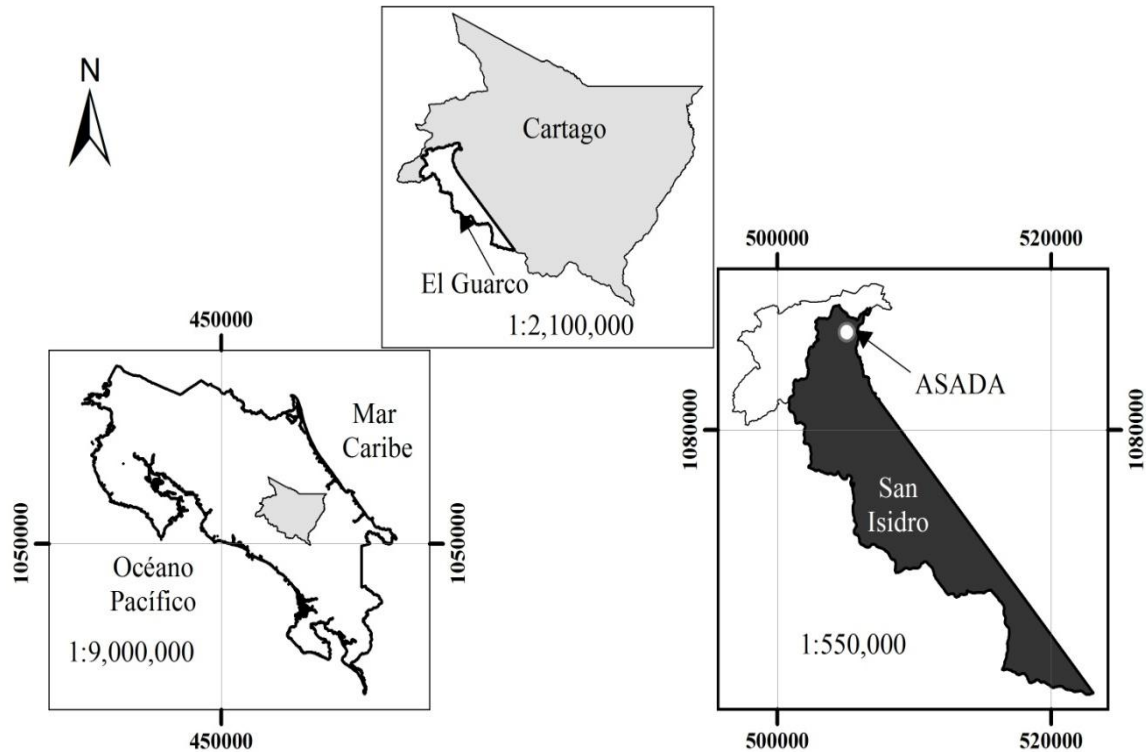 N
Cartago
El Guarco
1:2,100,000
450000
Mar
Caribe
1050000
1050000
Océano
Pacífico
1:9,000,000
450000
500000
520000
ASADA
1080000
1080000
San
Isidro
1:550,000
500000
520000